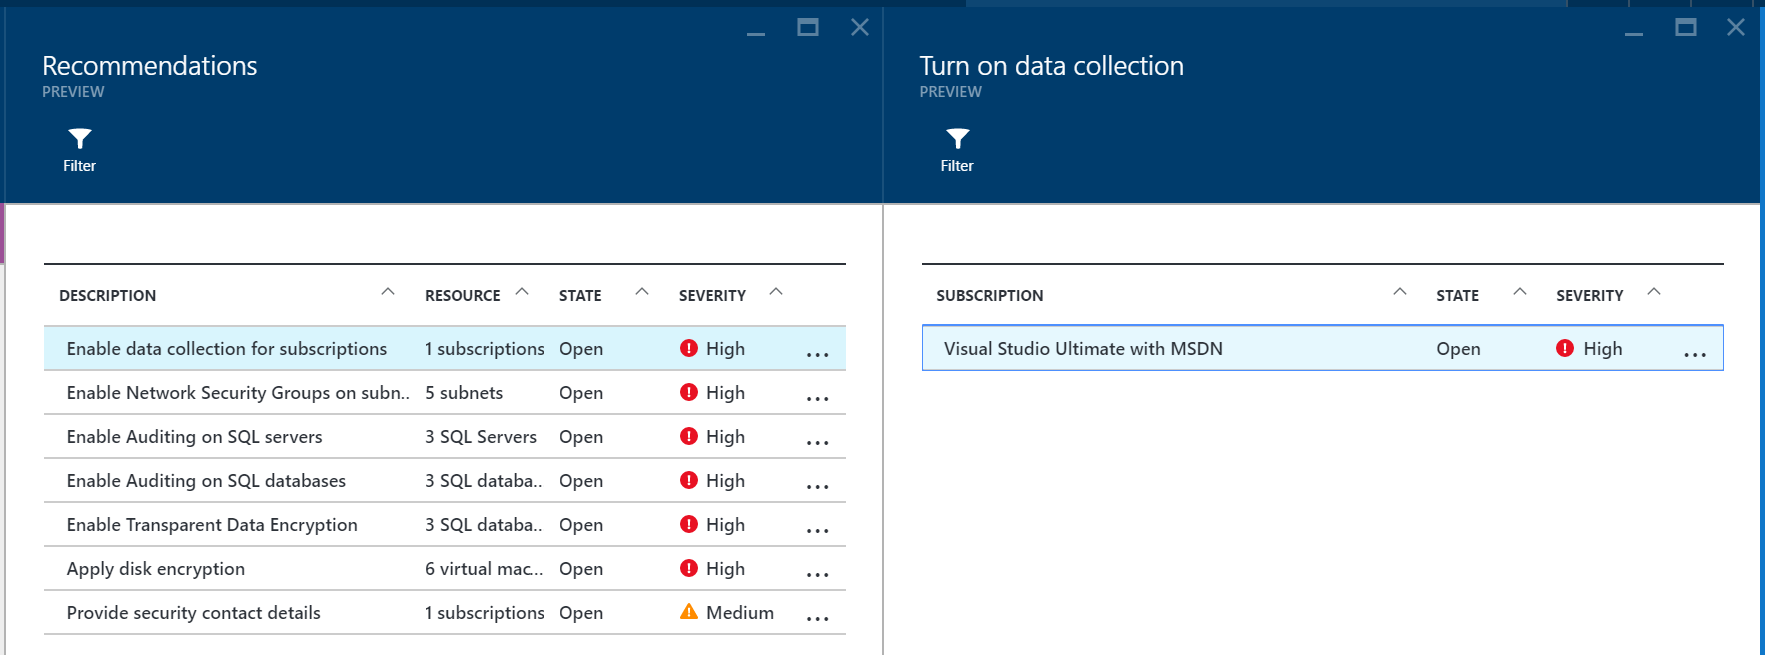 Recommendations
PREVIEW
Filter
DESCRIPTION RESOURCE STATE SEVERITY
Enable data collection for subscriptions 1 subscriptions Open High ...
Enable Network Security Groups on subn.. 5 subnets Open High ...
Enable Auditing on SQL servers 3 SQL Servers Open High ...
Enable Auditing on SQL databases 3 SQL databa.. Open High ...
Enable Transparent Data Encryption 3 SQL databa.. Open High ...
Apply disk encryption 6 virtual mac... Open High ...
Provide security contact details 1 subscriptions Open Medium ...
Turn on data collection
PREVIEW
Filter
SUBSCRIPTION STATE SEVERITY
Visual Studio Ultimate with MSDN Open High ...